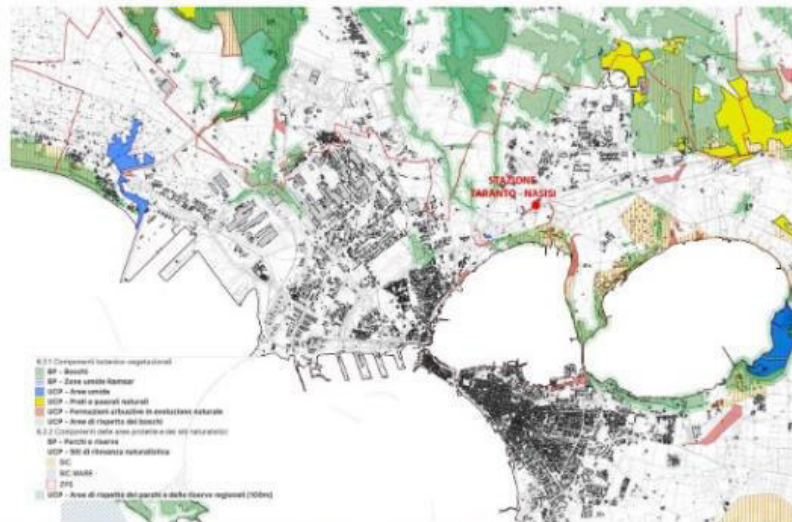 STAZIONE
TARANTO - NASISI
6.2.1 Componenti botanico-vegetazionali
BP - Boschi
BP - Zone umide Ramsar
UCP - Aree umide
UCP - Prati e pascoli naturali
UCP - Formazioni arbustive in evoluzione naturale
UCP - Aree di rispetto dei boschi
6.2.2 Componenti delle aree protette e dei siti naturalistici
BP - Parchi e riserve
UCP - Siti di rilevanza naturalistica
SIC
SIC MARE
ZPS
UCP - Aree di rispetto dei parchi e delle riserve regionali (100m)